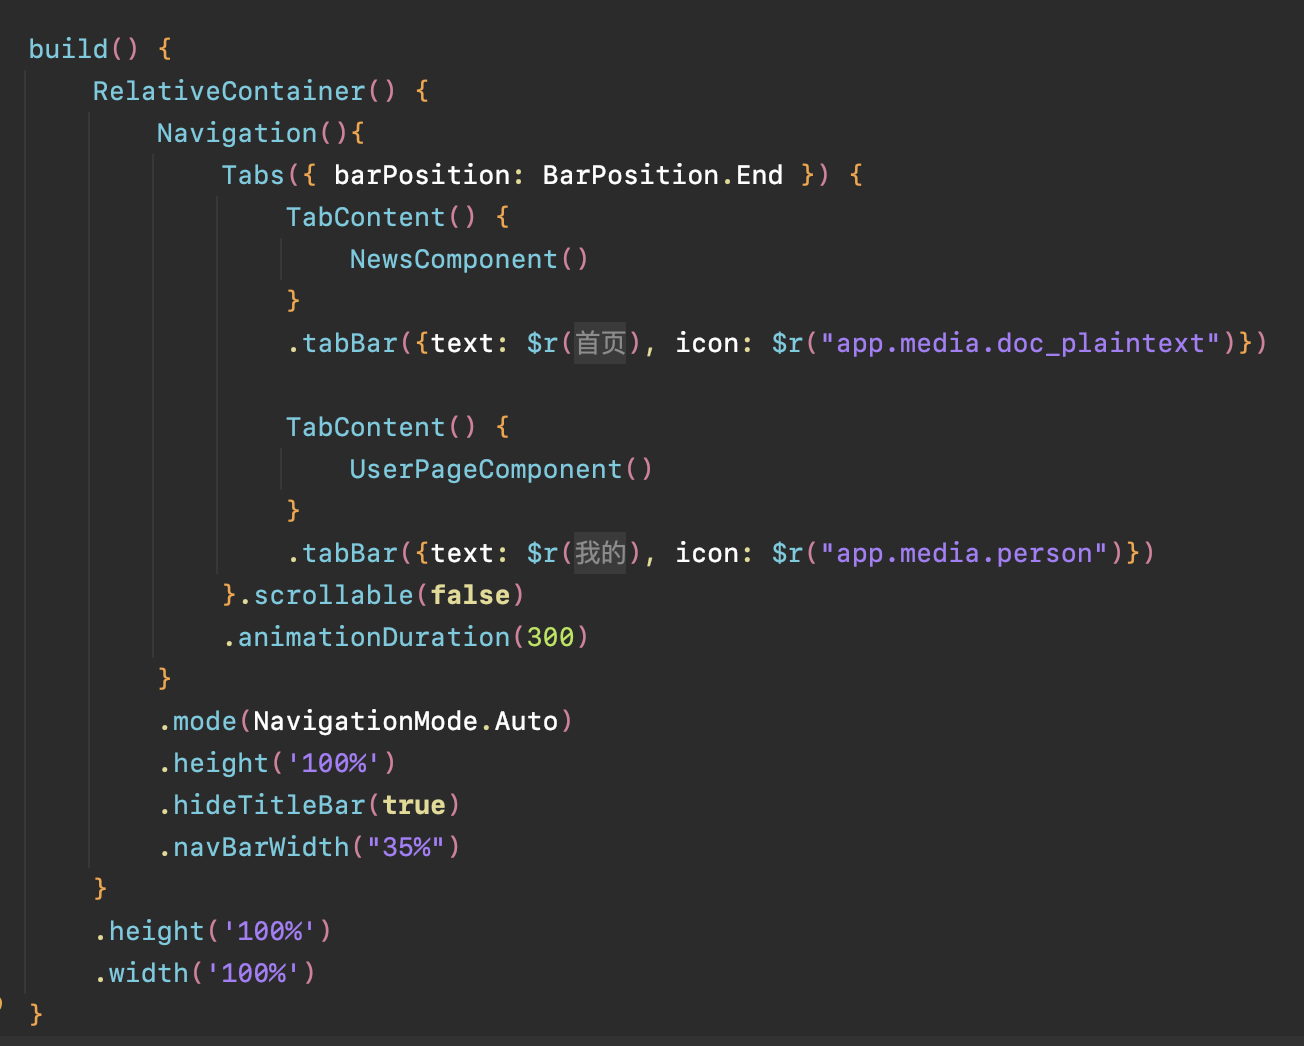 build() {
RelativeContainer() {
Navigation(){
Tabs({ barPosition: BarPosition.End }) {
TabContent() {
NewsComponent()
}
.tabBar({text: $r(首页), icon: $r("app.media.doc_plaintext")})
TabContent() {
UserPageComponent()
}
.tabBar({text: $r(我的), icon: $r("app.media.person")})
}.scrollable(false)
.animationDuration(300)
}
.mode(NavigationMode.Auto)
.height('100%')
.hideTitleBar(true)
.navBarWidth("35%")
}
.height('100%')
.width('100%')
}